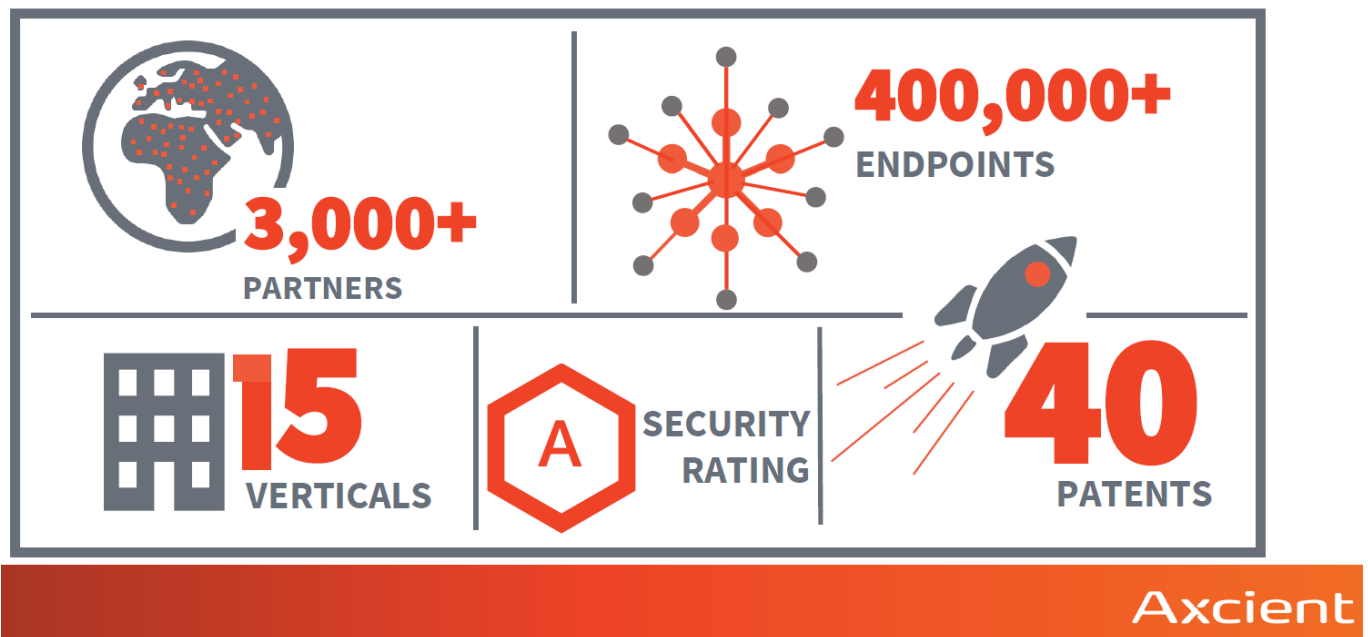 3,000+
PARTNERS
400,000+
ENDPOINTS
15
VERTICALS
A
SECURITY
RATING
40
PATENTS
Axcient